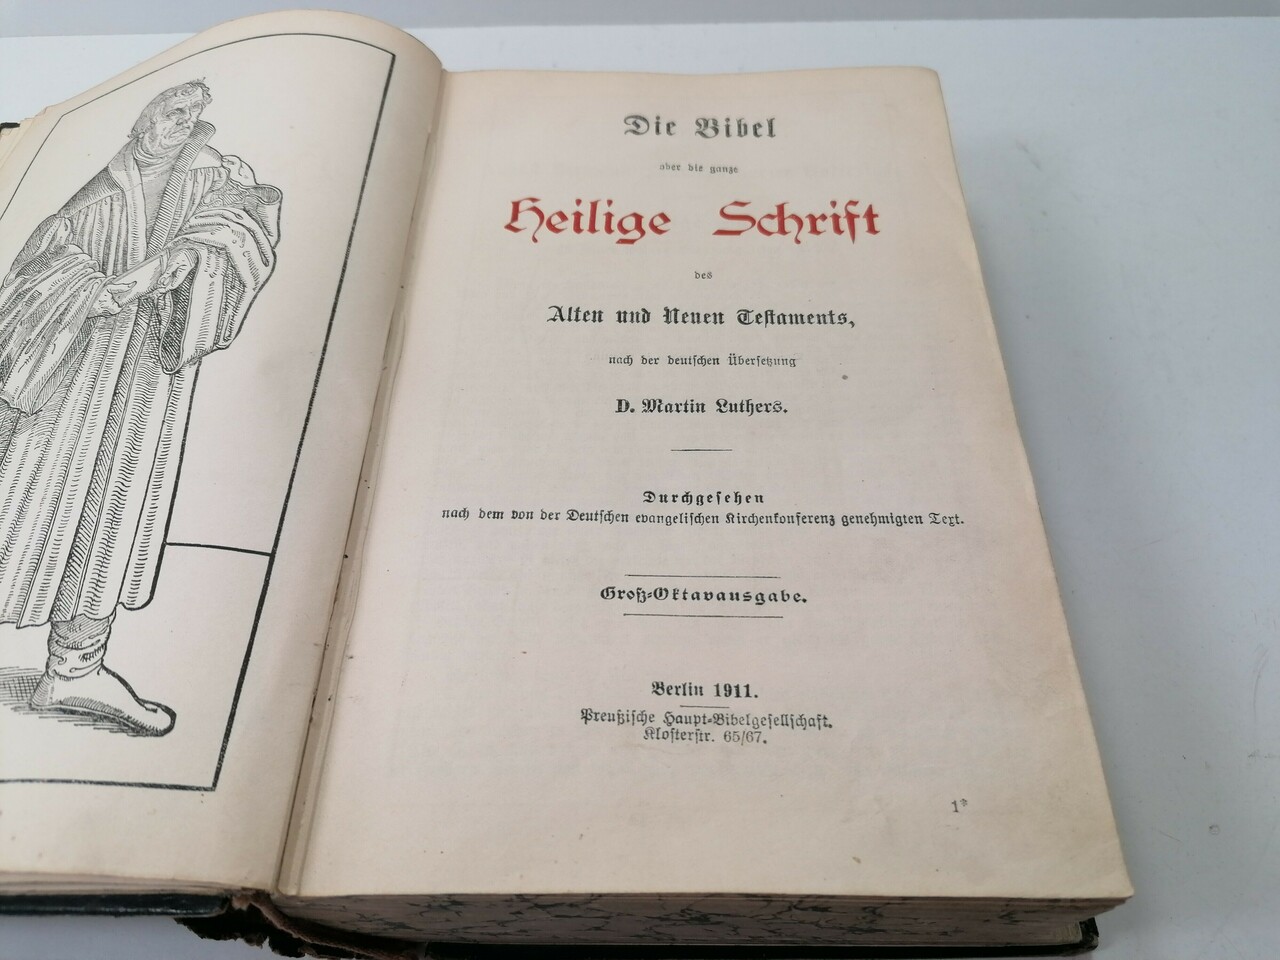 Die Bibel
oder die ganze
Heilige Schrift
des
Alten und Neuen Testaments,
nach der deutschen Übersetzung
D. Martin Luthers.
Durchgesehen
nach dem von der Deutschen evangelischen Kirchenkonferenz genehmigten Text.
Groß-Oktavausgabe.
Berlin 1911.
Preußische Haupt-Bibelgesellschaft.
Klosterstr. 65/67.
1*